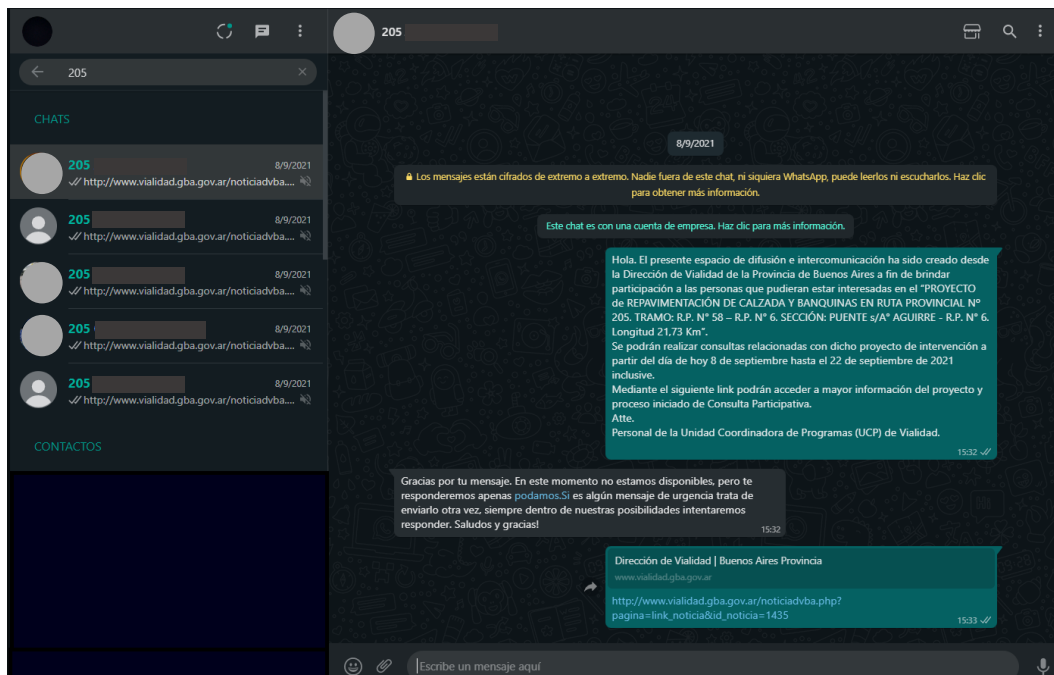 205
205
CHATS
205
8/9/2021
http://www.vialidad.gba.gov.ar/noticiadvba....
205
8/9/2021
http://www.vialidad.gba.gov.ar/noticiadvba....
205
8/9/2021
http://www.vialidad.gba.gov.ar/noticiadvba....
205
8/9/2021
http://www.vialidad.gba.gov.ar/noticiadvba....
205
8/9/2021
http://www.vialidad.gba.gov.ar/noticiadvba....
CONTACTOS
8/9/2021
Los mensajes están cifrados de extremo a extremo. Nadie fuera de este chat, ni siquiera WhatsApp, puede leerlos ni escucharlos. Haz clic
para obtener más información.
Este chat es con una cuenta de empresa. Haz clic para más información.
Hola. El presente espacio de difusión e intercomunicación ha sido creado desde
la Dirección de Vialidad de la Provincia de Buenos Aires a fin de brindar
participación a las personas que pudieran estar interesadas en el "PROYECTO
de REPAVIMENTACIÓN DE CALZADA Y BANQUINAS EN RUTA PROVINCIAL Nº
205. TRAMO: R.P. N° 58 – R.P. N° 6. SECCIÓN: PUENTE s/A° AGUIRRE - R.P. N° 6.
Longitud 21,73 Km".
Se podrán realizar consultas relacionadas con dicho proyecto de intervención a
partir del día de hoy 8 de septiembre hasta el 22 de septiembre de 2021
inclusive.
Mediante el siguiente link podrán acceder a mayor información del proyecto y
proceso iniciado de Consulta Participativa.
Atte.
Personal de la Unidad Coordinadora de Programas (UCP) de Vialidad.
15:32
Gracias por tu mensaje. En este momento no estamos disponibles, pero te
responderemos apenas podamos.Si es algún mensaje de urgencia trata de
enviarlo otra vez, siempre dentro de nuestras posibilidades intentaremos
responder. Saludos y gracias!
15:32
Dirección de Vialidad | Buenos Aires Provincia
www.vialidad.gba.gov.ar
http://www.vialidad.gba.gov.ar/noticiadvba.php?
pagina=link_noticia&id_noticia=1435
15:33
Escribe un mensaje aquí